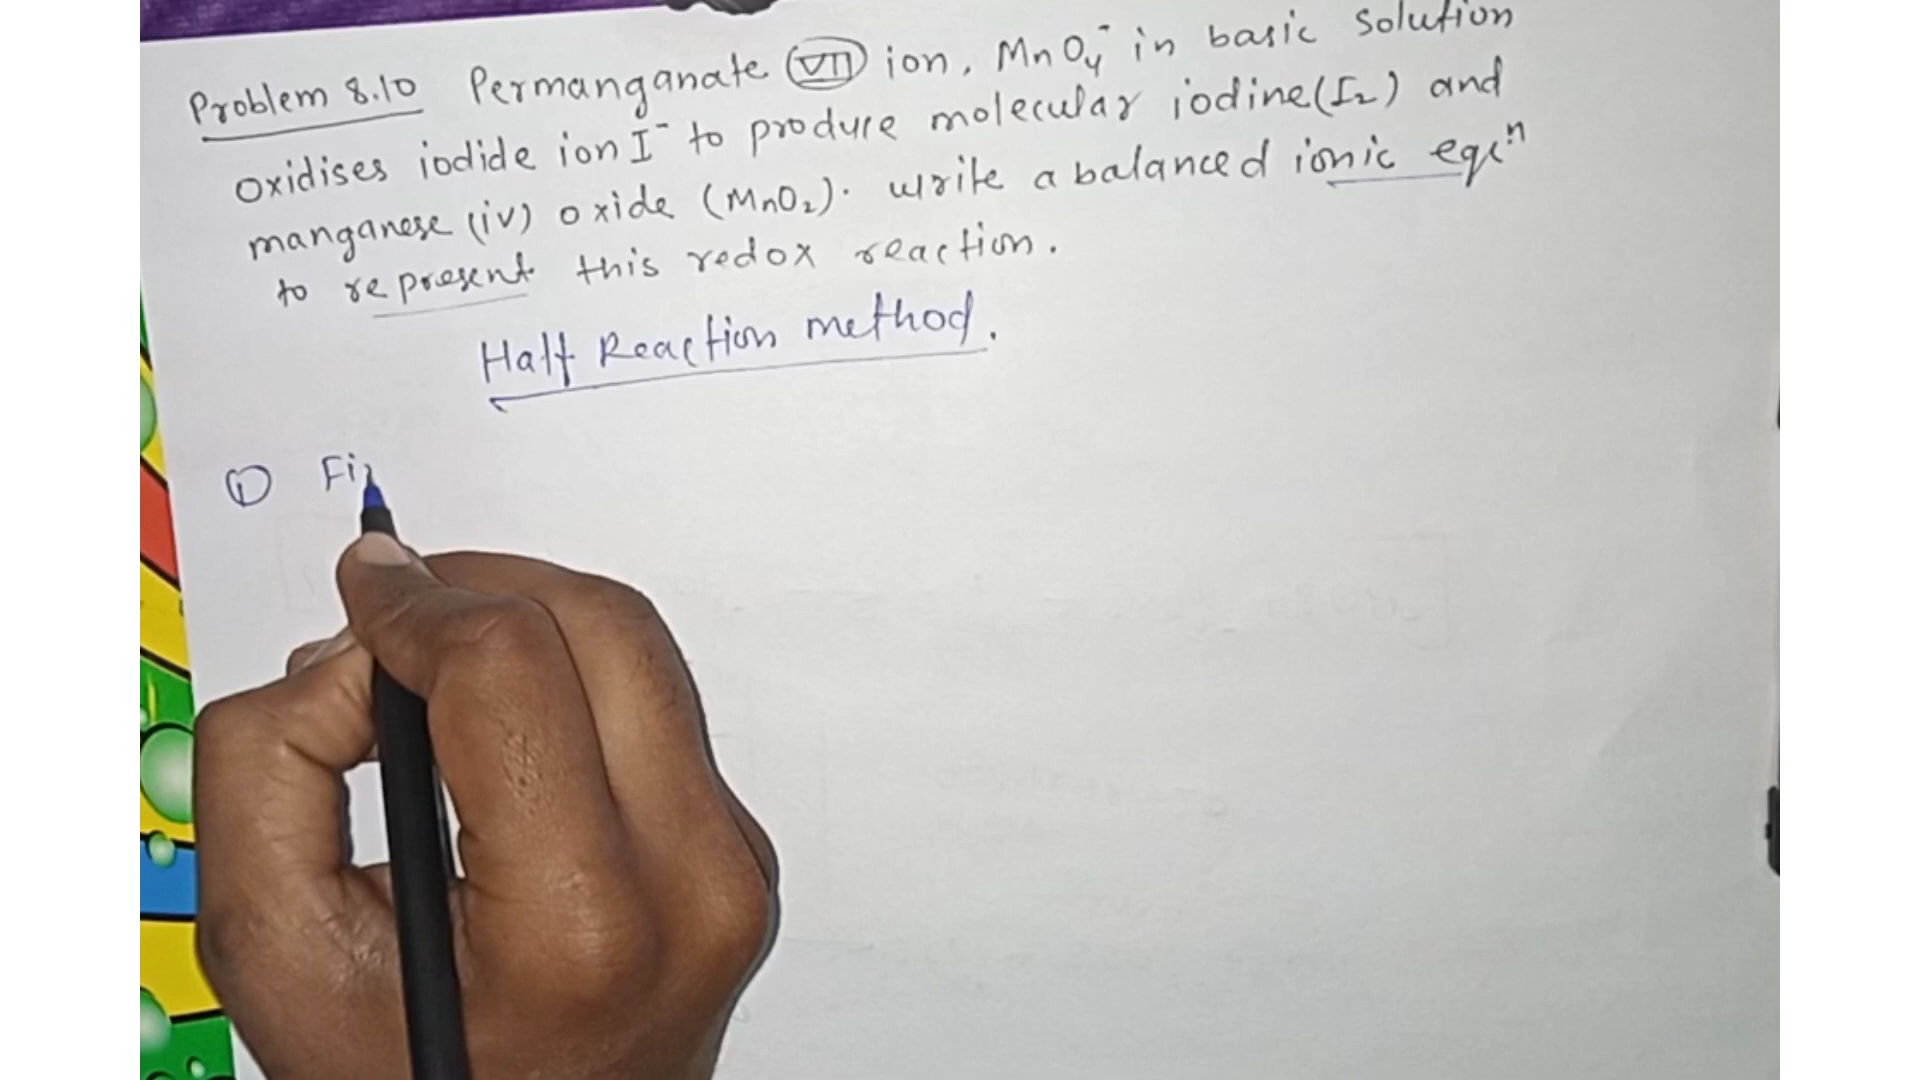 Problem 8.10 Permanganate (VII) ion, MnO₄⁻ in basic solution
oxidises iodide ion I⁻ to produce molecular iodine(I₂) and
manganese (iv) oxide (MnO₂). write a balanced ionic eqⁿ
to represent this redox reaction.
Half Reaction method.
① Fi